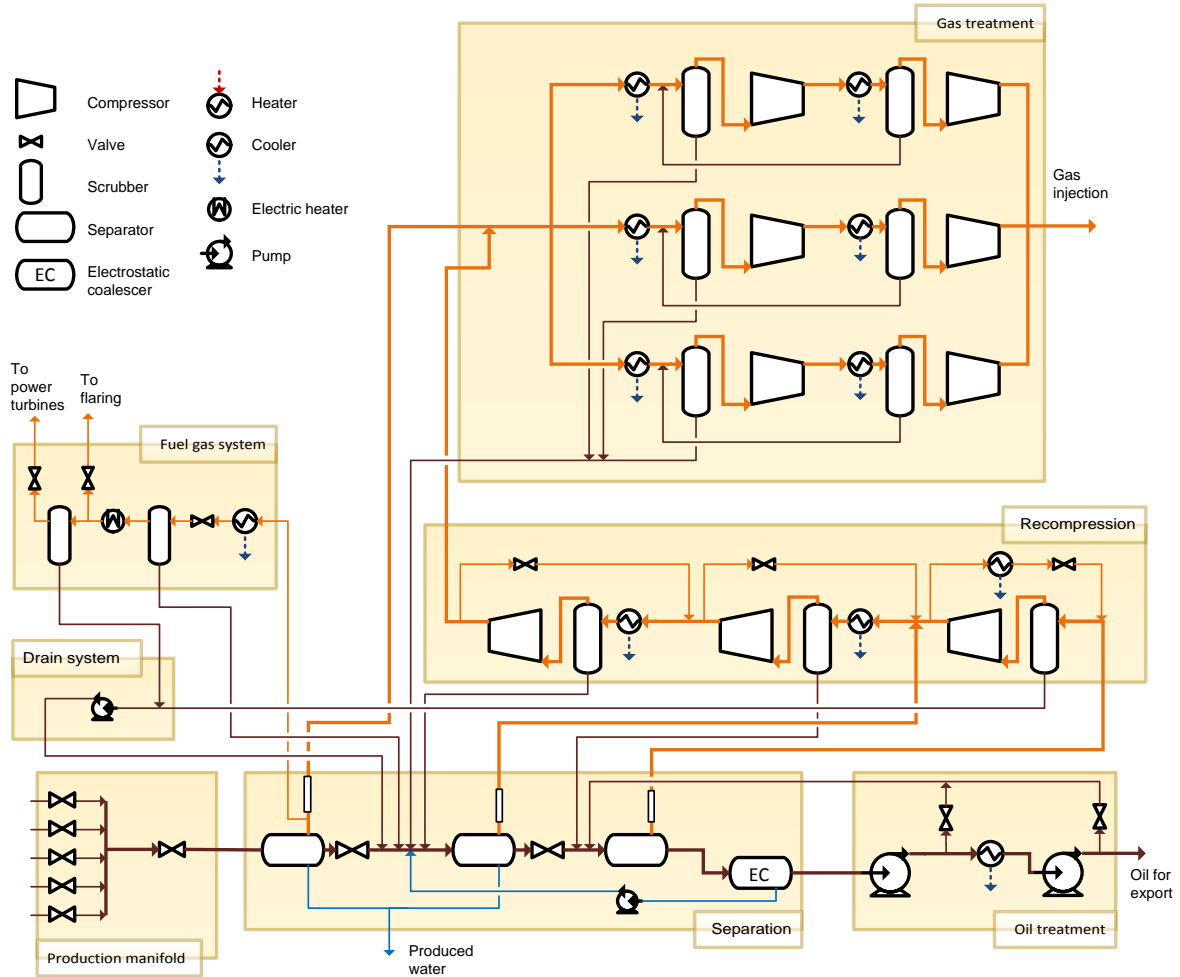 Gas treatment
Compressor
Heater
Valve
Cooler
Scrubber
Electric heater
Separator
Pump
EC
Electrostatic
coalescer
Gas
injection
To
power
turbines
To
flaring
Fuel gas system
Recompression
Drain system
EC
Oil for
export
Separation
Oil treatment
Production manifold
Produced
water